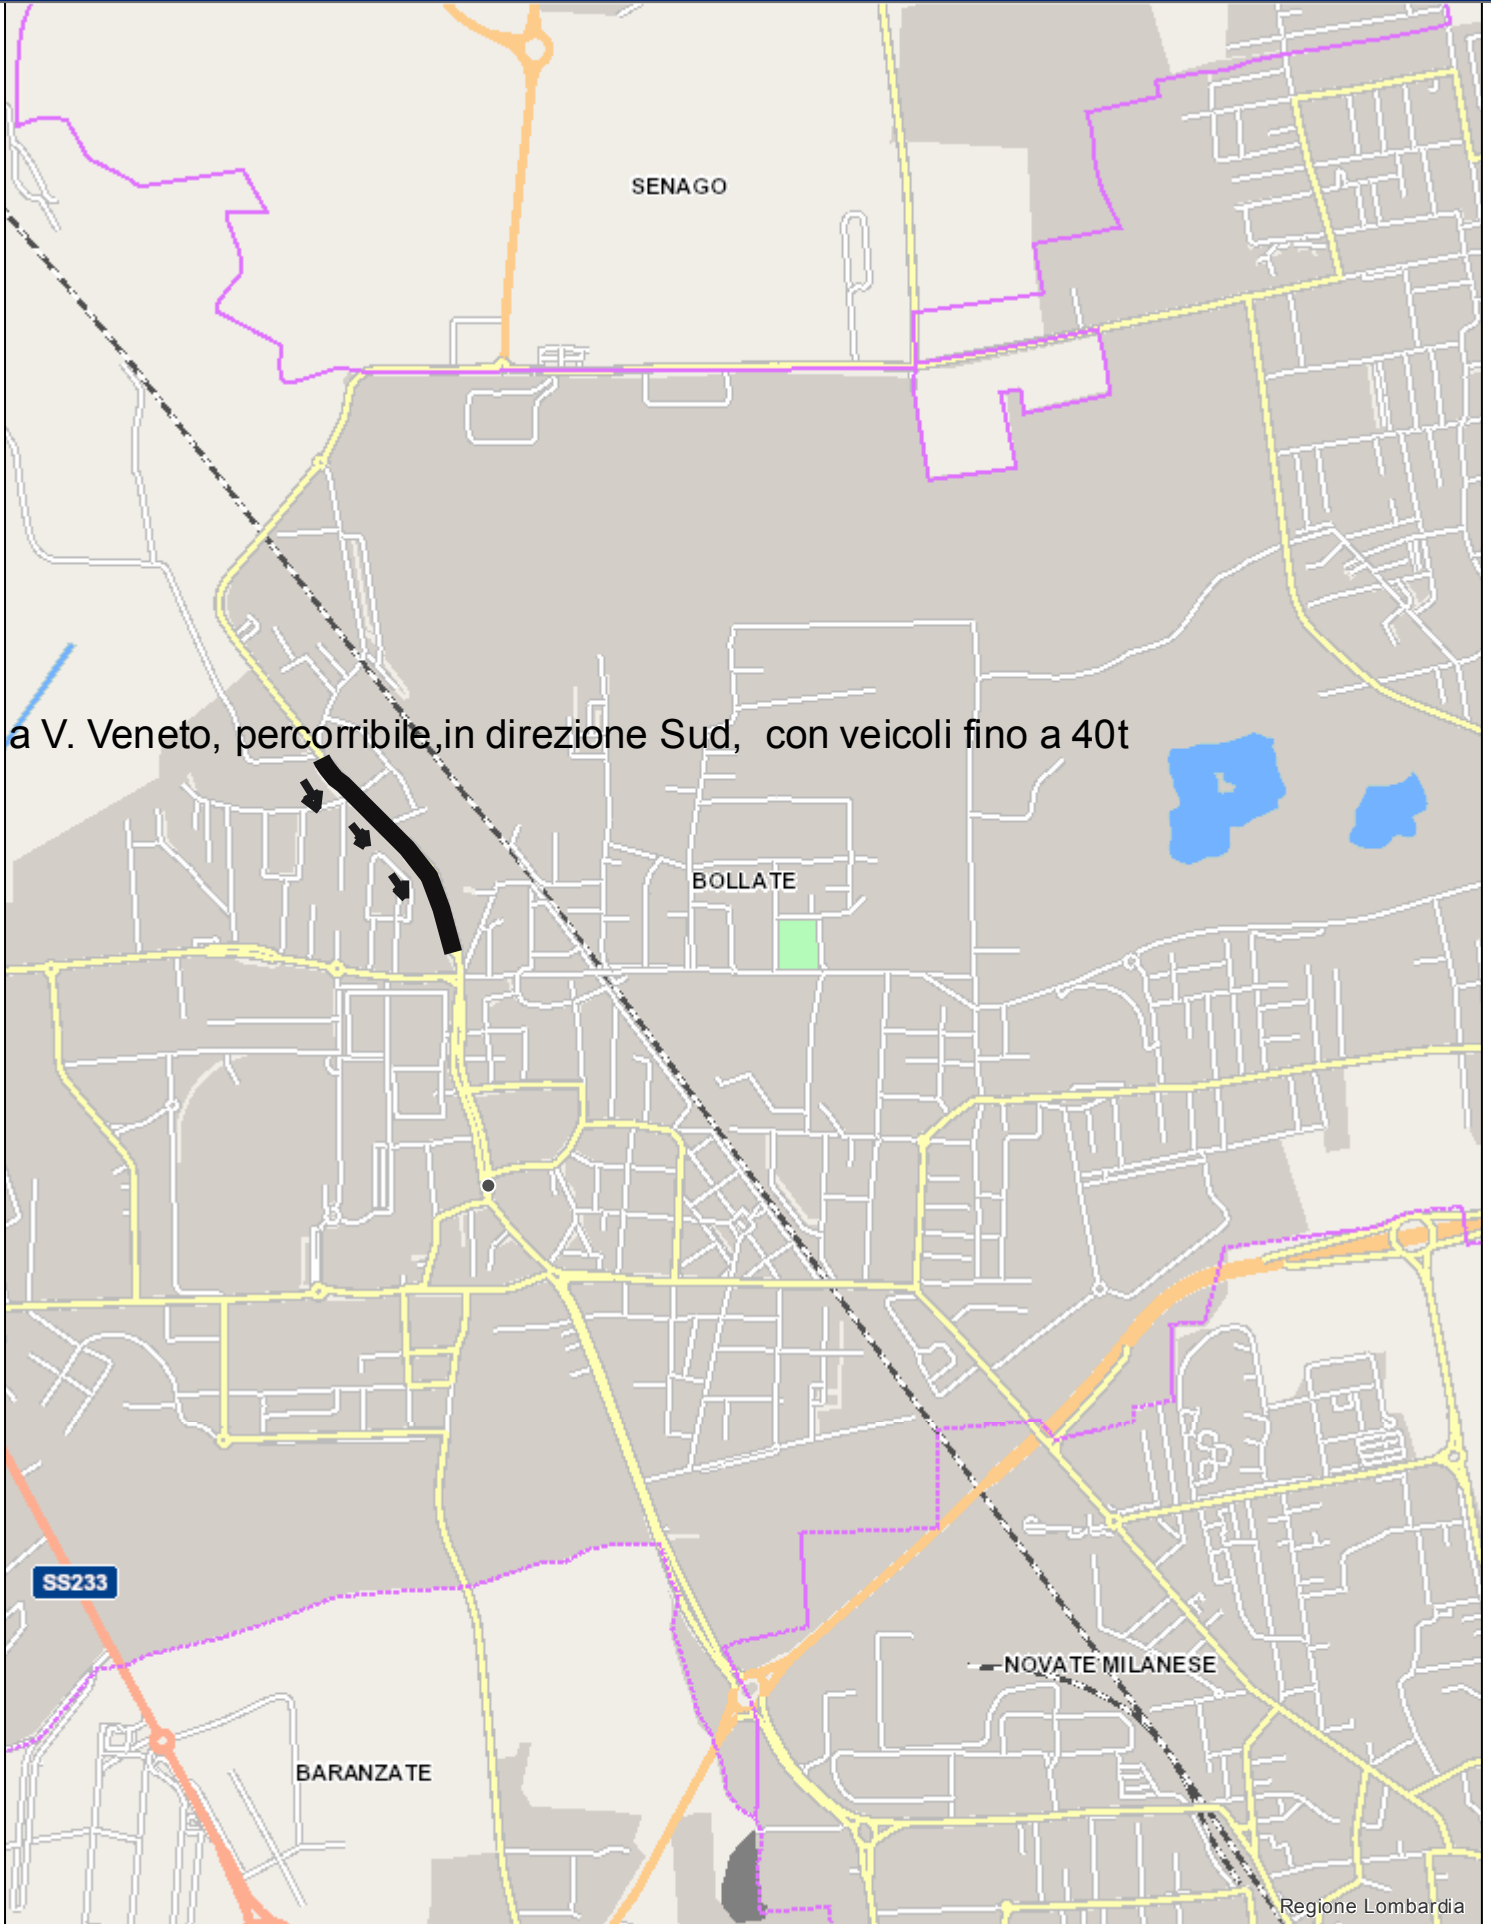 SENAGO
a V. Veneto, percorribile,in direzione Sud,  con veicoli fino a 40t
BOLLATE
SS233
NOVATE MILANESE
BARANZATE
Regione Lombardia